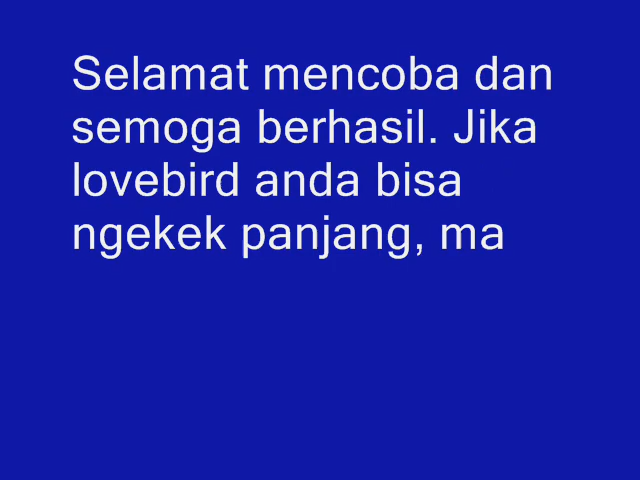 Selamat mencoba dan
semoga berhasil. Jika
lovebird anda bisa
ngekek panjang, ma